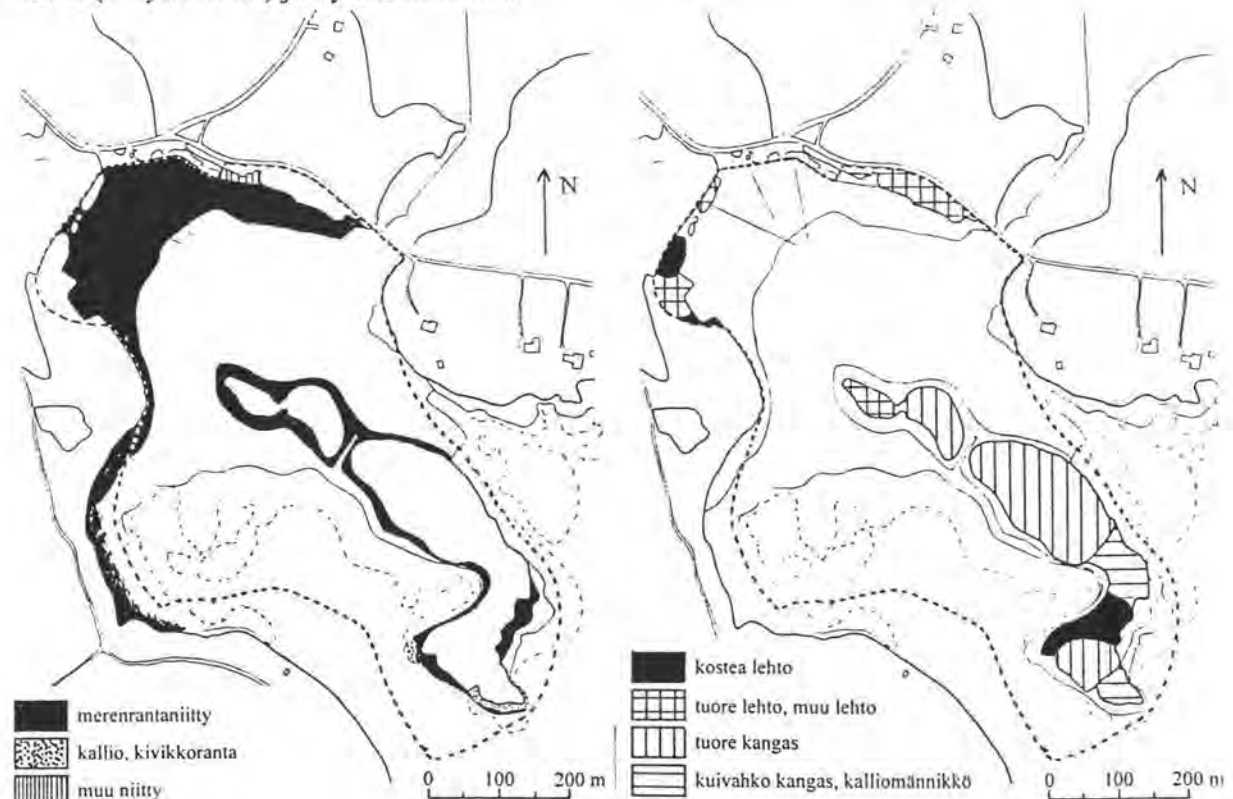 N
merenrantaniitty
kallio, kivikkoranta
muu niitty
0 100 200 m
N
kostea lehto
tuore lehto, muu lehto
tuore kangas
kuivahko kangas, kalliomännikkö
0 100 200 m